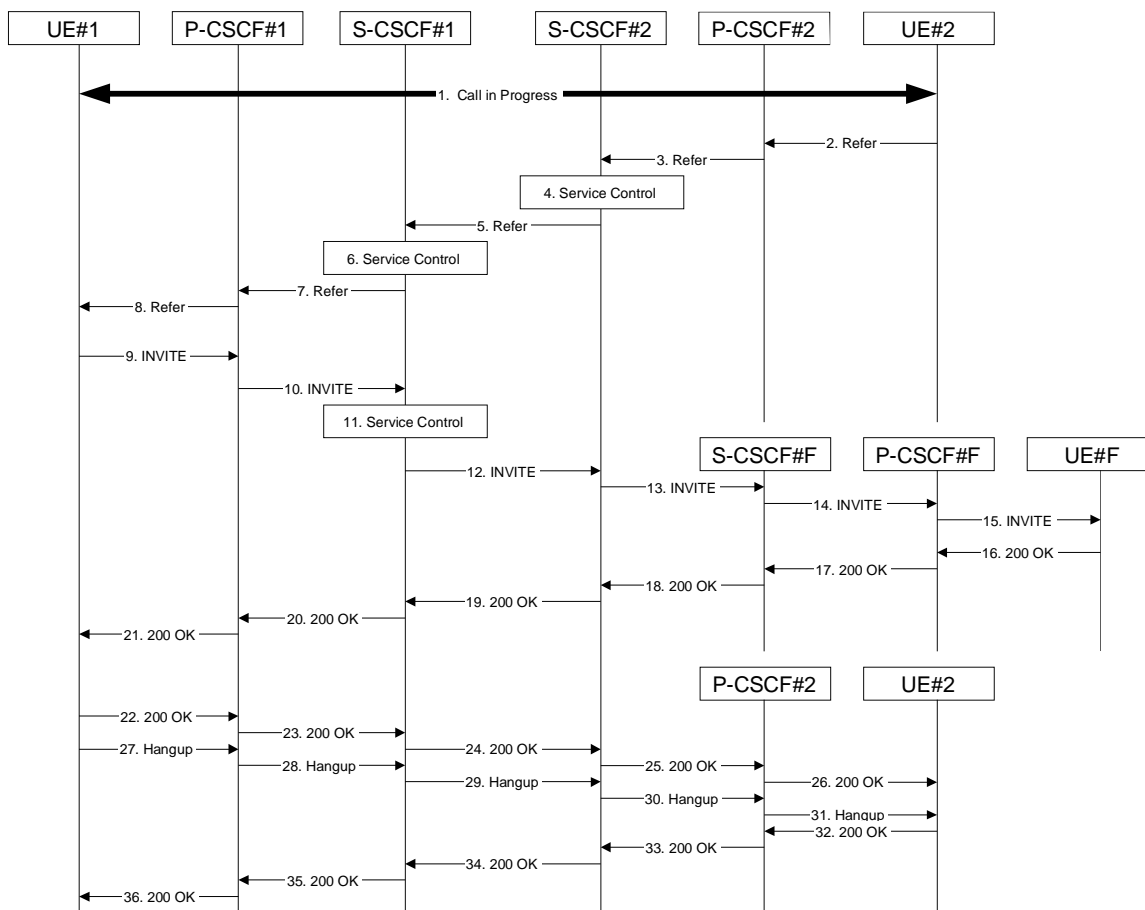 UE#1
P-CSCF#1
S-CSCF#1
S-CSCF#2
P-CSCF#2
UE#2
1. Call in Progress
2. Refer
3. Refer
4. Service Control
5. Refer
6. Service Control
7. Refer
8. Refer
9. INVITE
10. INVITE
11. Service Control
S-CSCF#F
P-CSCF#F
UE#F
12. INVITE
13. INVITE
14. INVITE
15. INVITE
16. 200 OK
17. 200 OK
18. 200 OK
19. 200 OK
20. 200 OK
21. 200 OK
P-CSCF#2
UE#2
22. 200 OK
23. 200 OK
27. Hangup
24. 200 OK
28. Hangup
25. 200 OK
29. Hangup
26. 200 OK
30. Hangup
31. Hangup
32. 200 OK
33. 200 OK
34. 200 OK
35. 200 OK
36. 200 OK